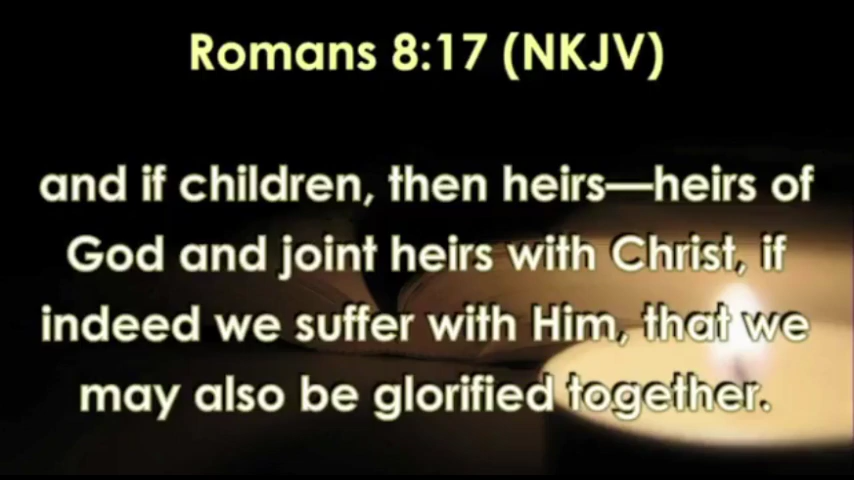 Romans 8:17 (NKJV)
and if children, then heirs—heirs of
God and joint heirs with Christ, if
indeed we suffer with Him, that we
may also be glorified together.